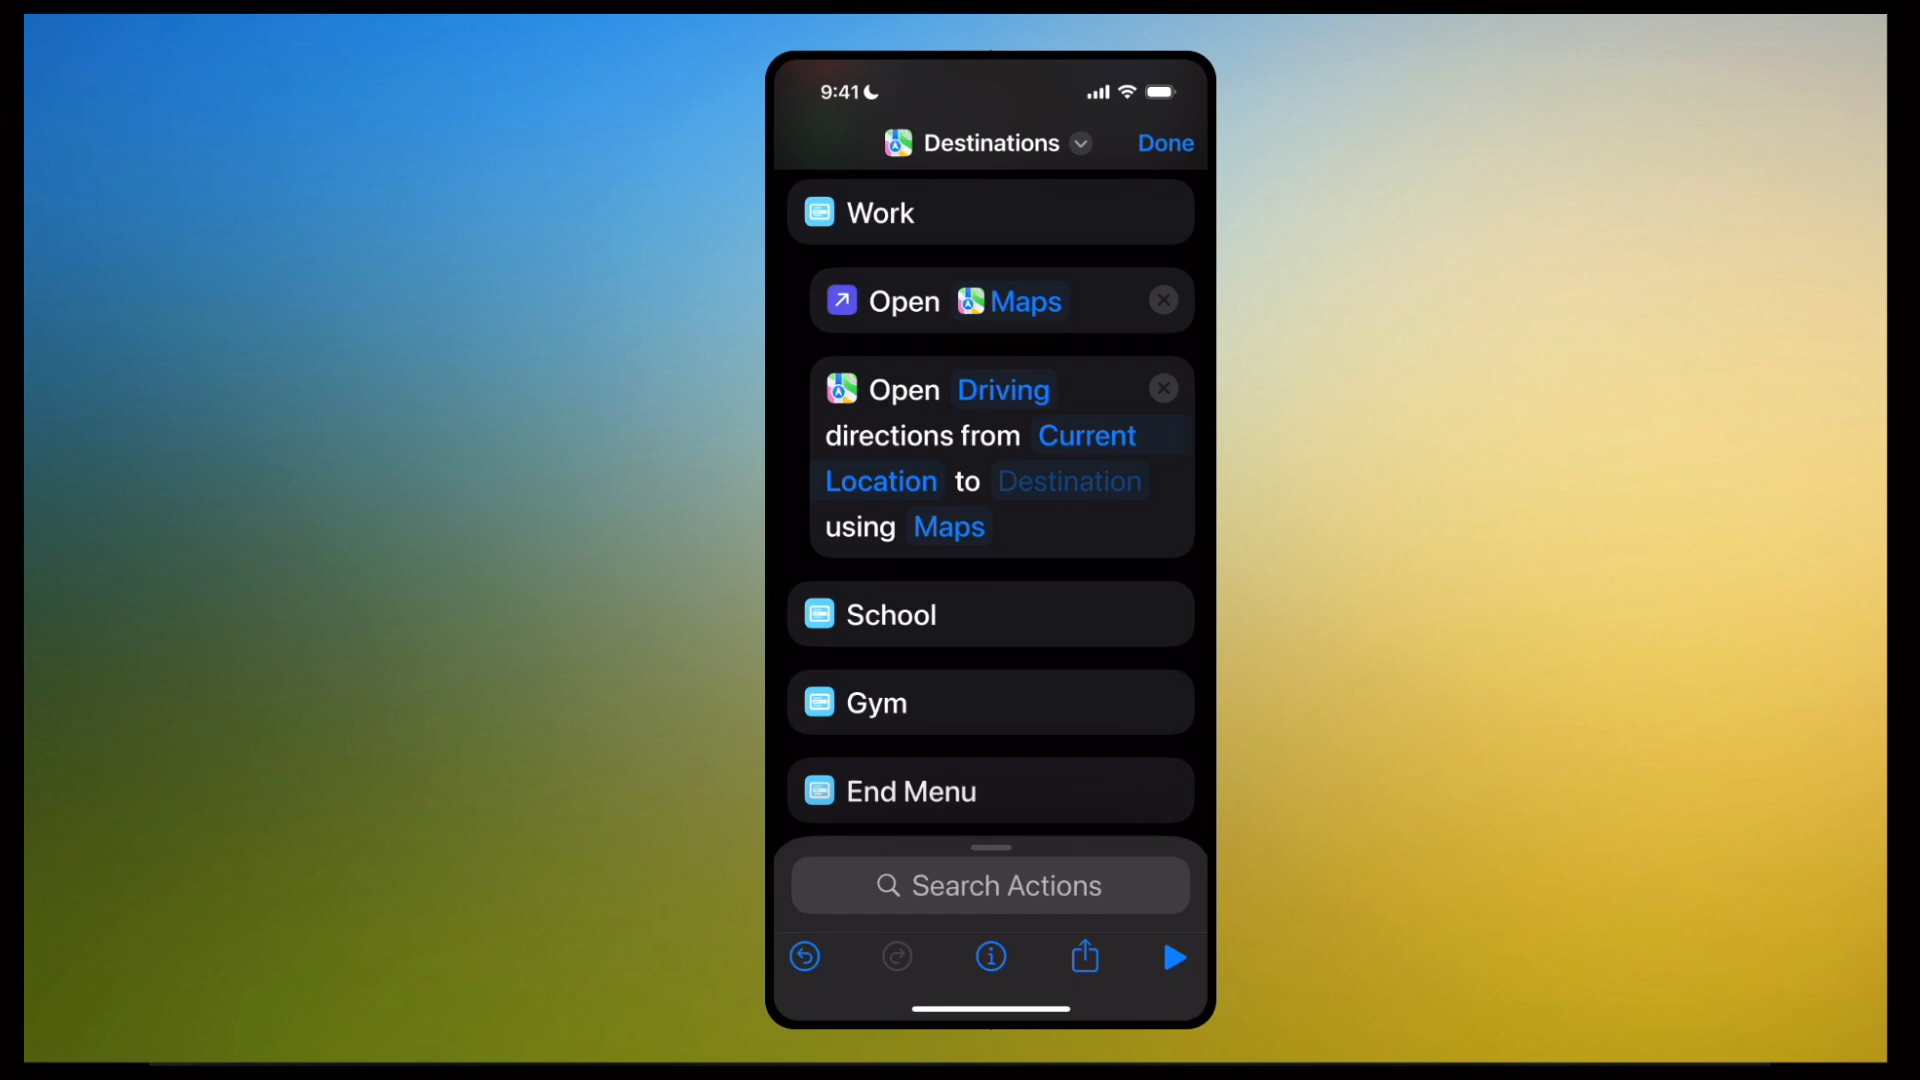 9:41
Destinations Done
Work
Open Maps
Open Driving
directions from Current
Location to Destination
using Maps
School
Gym
End Menu
Search Actions